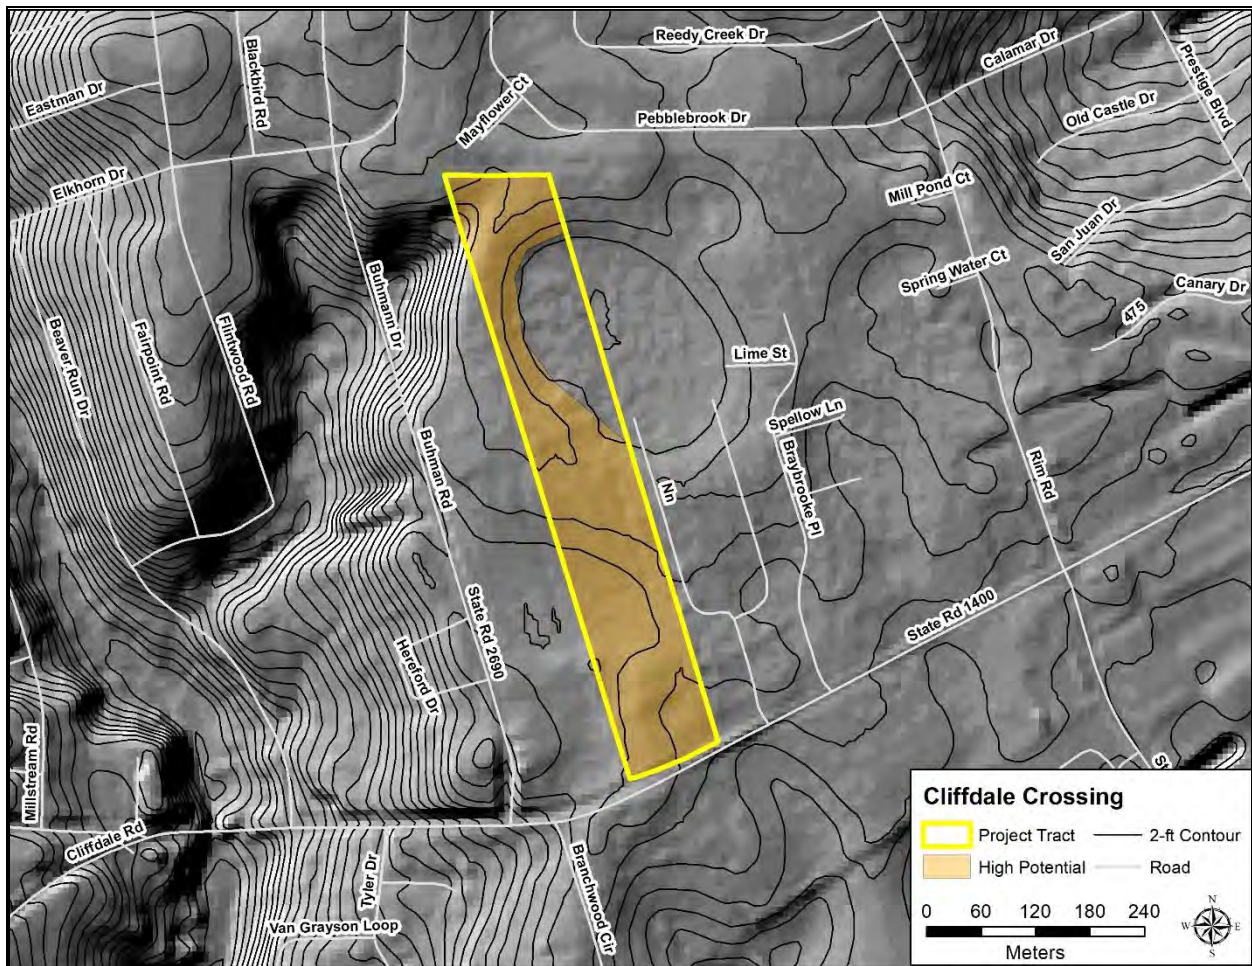 Reedy Creek Dr
Calamar Dr
Prestige Blvd
Blackbird Rd
Eastman Dr
Mayflower Ct
Old Castle Dr
Pebblebrook Dr
Elkhorn Dr
Mill Pond Ct
San Juan Dr
Spring Water Ct
Canary Dr
475
Buhmann Dr
Beaver Run Dr
Fairpoint Rd
Flintwood Rd
Lime St
Spellow Ln
Braybrooke Pl
Buhman Rd
Rim Rd
Nn
State Rd 1400
State Rd 2690
Hereford Dr
Millstream Rd
St
Cliffdale Rd
Tyler Dr
Branchwood Cir
Van Grayson Loop
Cliffdale Crossing
Project Tract
2-ft Contour
High Potential
Road
0 60 120 180 240
Meters
N
W E
S